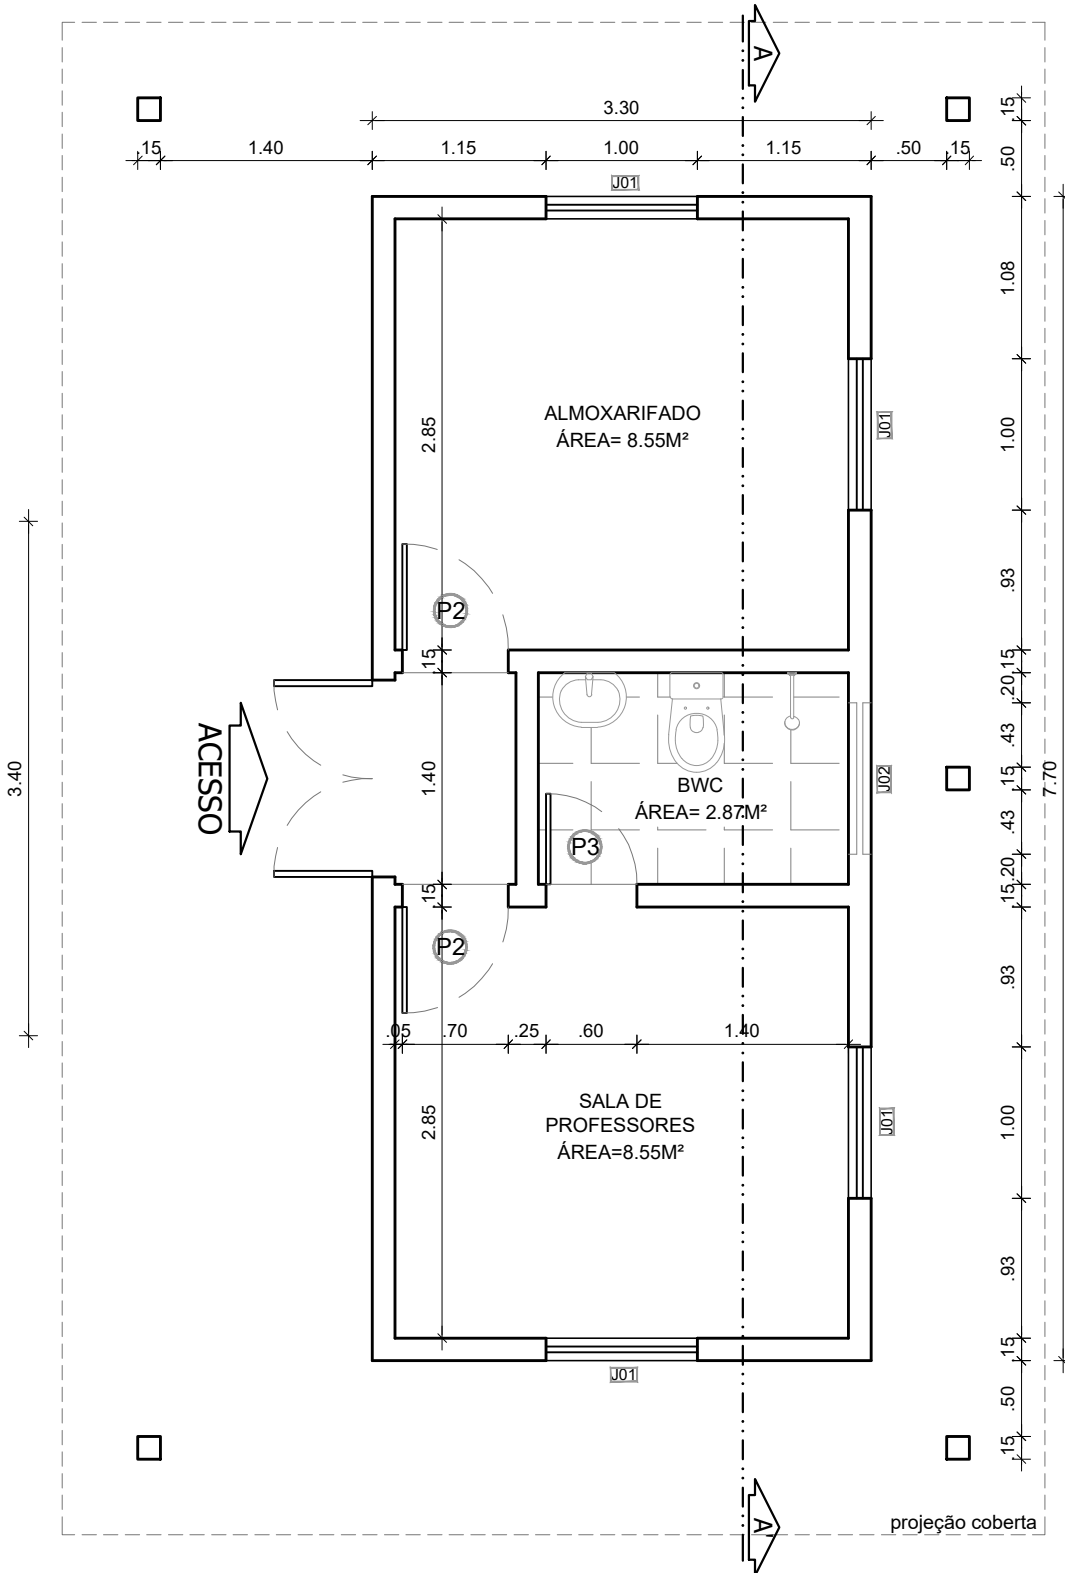 A
3.30
.15
1.40
1.15
1.00
1.15
.50
.15
.15
.50
J01
1.08
ALMOXARIFADO
ÁREA= 8.55M²
2.85
J01
1.00
.93
P2
.15
.15
.20
ACESSO
3.40
1.40
BWC
ÁREA= 2.87M²
P3
J02
.43
.15
.43
7.70
.20
.15
.15
P2
.93
.05
.70
.25
.60
1.40
SALA DE
PROFESSORES
ÁREA=8.55M²
2.85
J01
1.00
.93
J01
.15
.50
.15
A'
projeção coberta